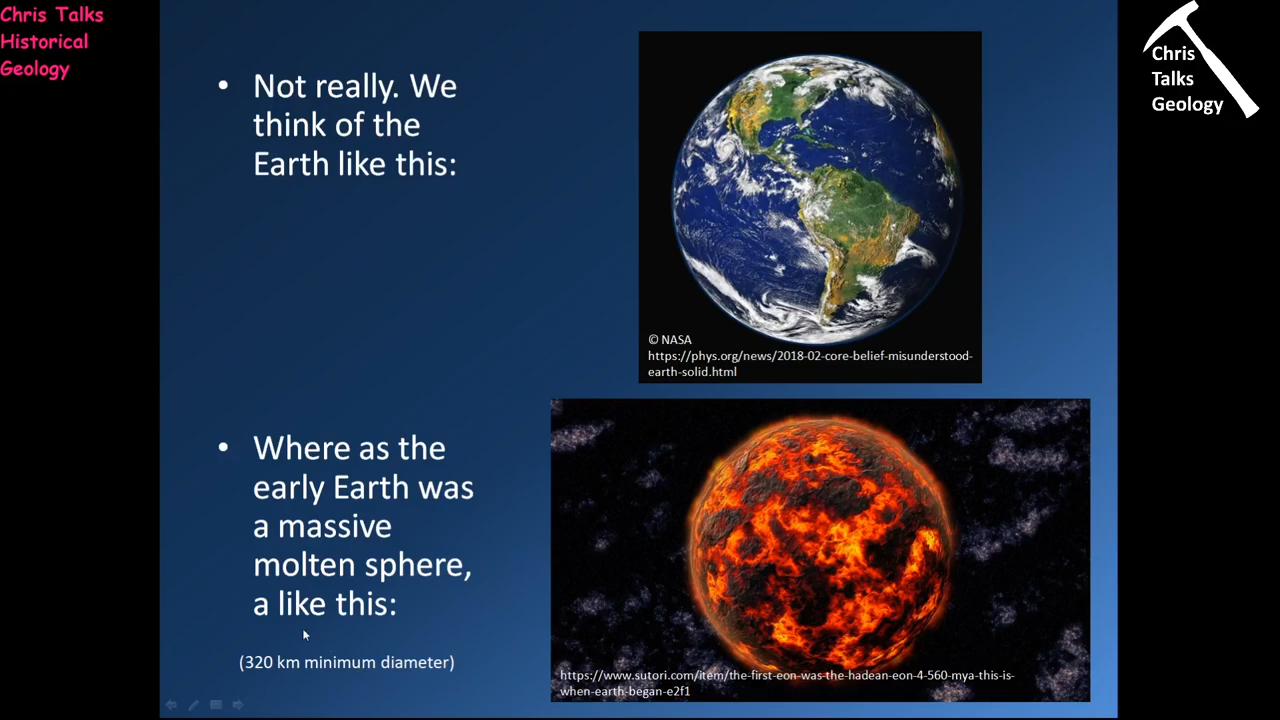 Chris Talks
Historical
Geology
• Not really. We
think of the
Earth like this:
© NASA
https://phys.org/news/2018-02-core-belief-misunderstood-
earth-solid.html
• Where as the
early Earth was
a massive
molten sphere,
a like this:
(320 km minimum diameter)
https://www.sutori.com/item/the-first-eon-was-the-hadean-eon-4-560-mya-this-is-
when-earth-began-e2f1
Chris
Talks
Geology